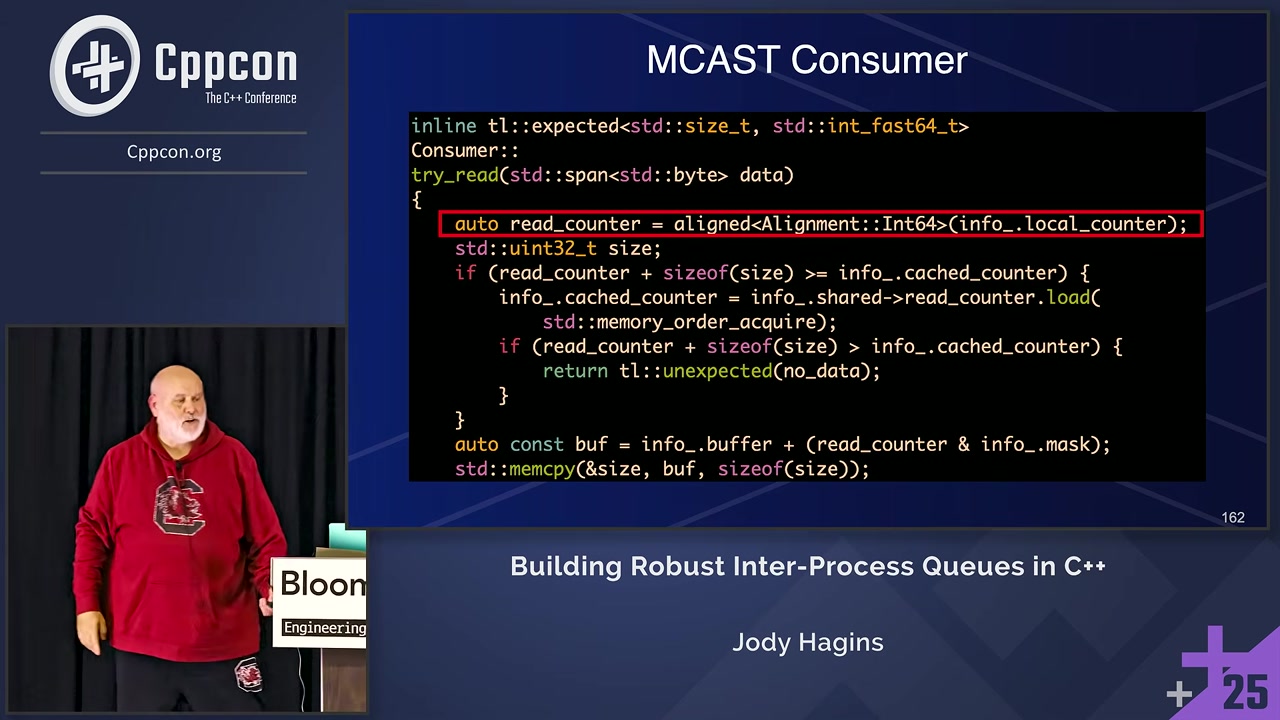 Cppcon
The C++ Conference
Cppcon.org
MCAST Consumer
inline tl::expected<std::size_t, std::int_fast64_t>
Consumer::
try_read(std::span<std::byte> data)
{
    auto read_counter = aligned<Alignment::Int64>(info_.local_counter);
    std::uint32_t size;
    if (read_counter + sizeof(size) >= info_.cached_counter) {
        info_.cached_counter = info_.shared->read_counter.load(
            std::memory_order_acquire);
        if (read_counter + sizeof(size) > info_.cached_counter) {
            return tl::unexpected(no_data);
        }
    }
    auto const buf = info_.buffer + (read_counter & info_.mask);
    std::memcpy(&size, buf, sizeof(size));
162
C
Bloom
Engineering
Building Robust Inter-Process Queues in C++
Jody Hagins
+25